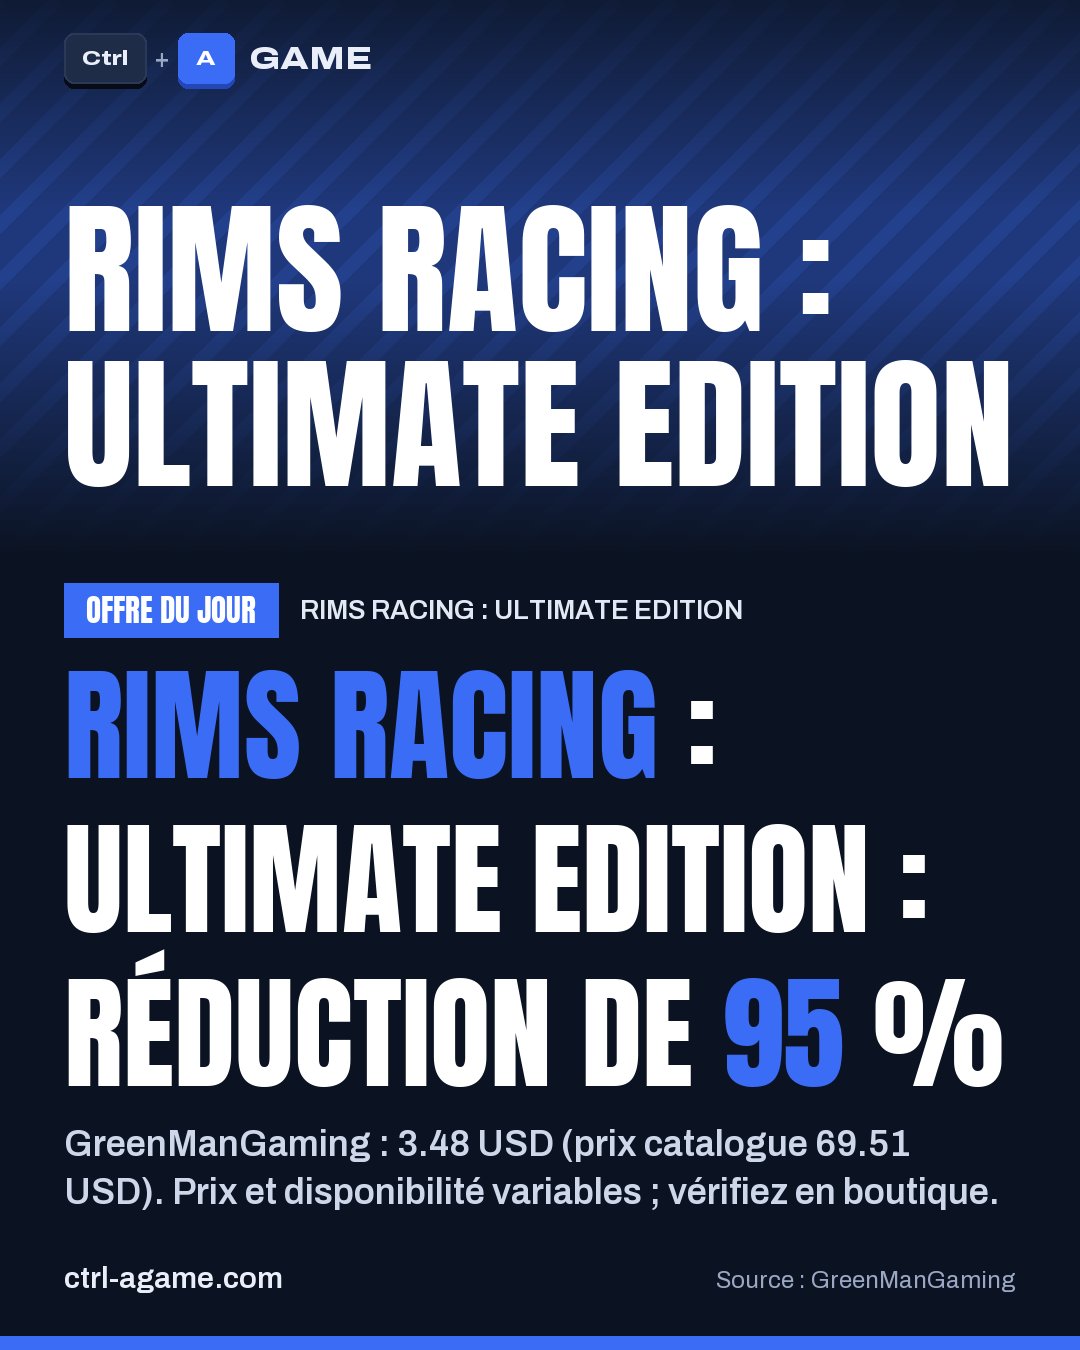 Ctrl + A GAME
RIMS RACING :
ULTIMATE EDITION
OFFRE DU JOUR RIMS RACING : ULTIMATE EDITION
RIMS RACING :
ULTIMATE EDITION :
RÉDUCTION DE 95 %
GreenManGaming : 3.48 USD (prix catalogue 69.51
USD). Prix et disponibilité variables ; vérifiez en boutique.
ctrl-agame.com Source : GreenManGaming